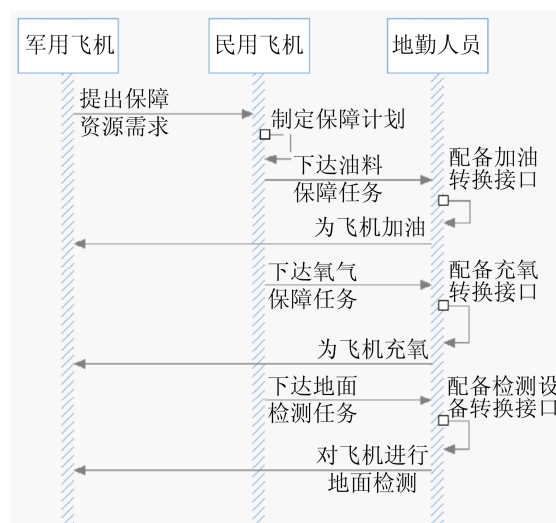 军用飞机
民用飞机
地勤人员
提出保障
资源需求
制定保障计划
下达油料
保障任务
配备加油
转换接口
为飞机加油
下达氧气
保障任务
配备充氧
转换接口
为飞机充氧
下达地面
检测任务
配备检测设
备转换接口
对飞机进行
地面检测